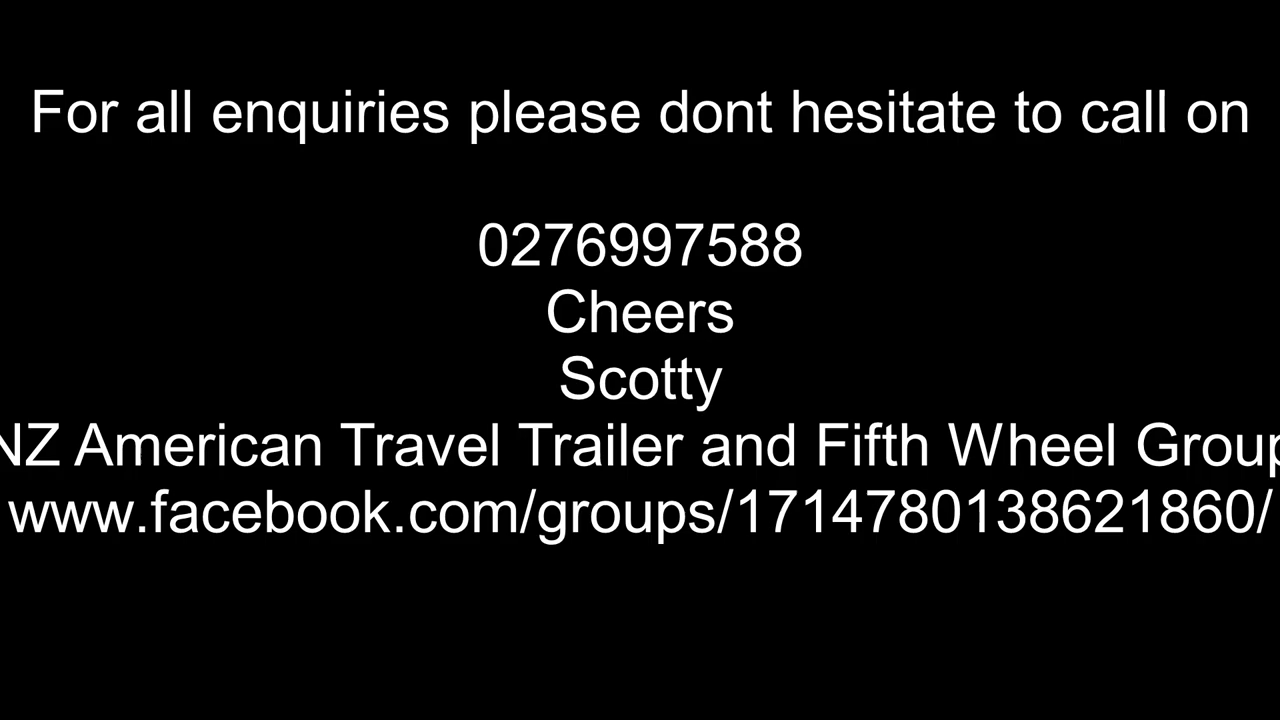 For all enquiries please dont hesitate to call on
0276997588
Cheers
Scotty
NZ American Travel Trailer and Fifth Wheel Group
www.facebook.com/groups/1714780138621860/